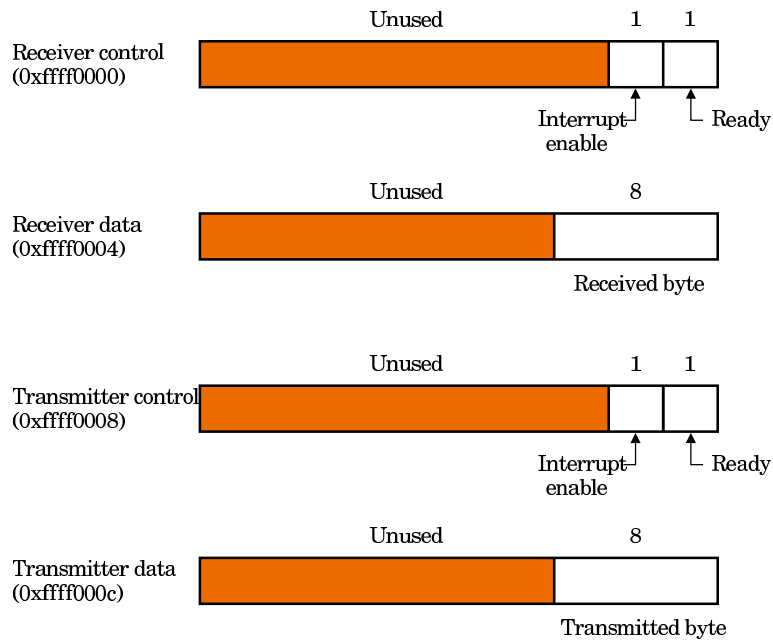 Unused 1 1
Receiver control
(0xffff0000)
Interrupt Ready
enable
Unused 8
Receiver data
(0xffff0004)
Received byte
Unused 1 1
Transmitter control
(0xffff0008)
Interrupt Ready
enable
Unused 8
Transmitter data
(0xffff000c)
Transmitted byte